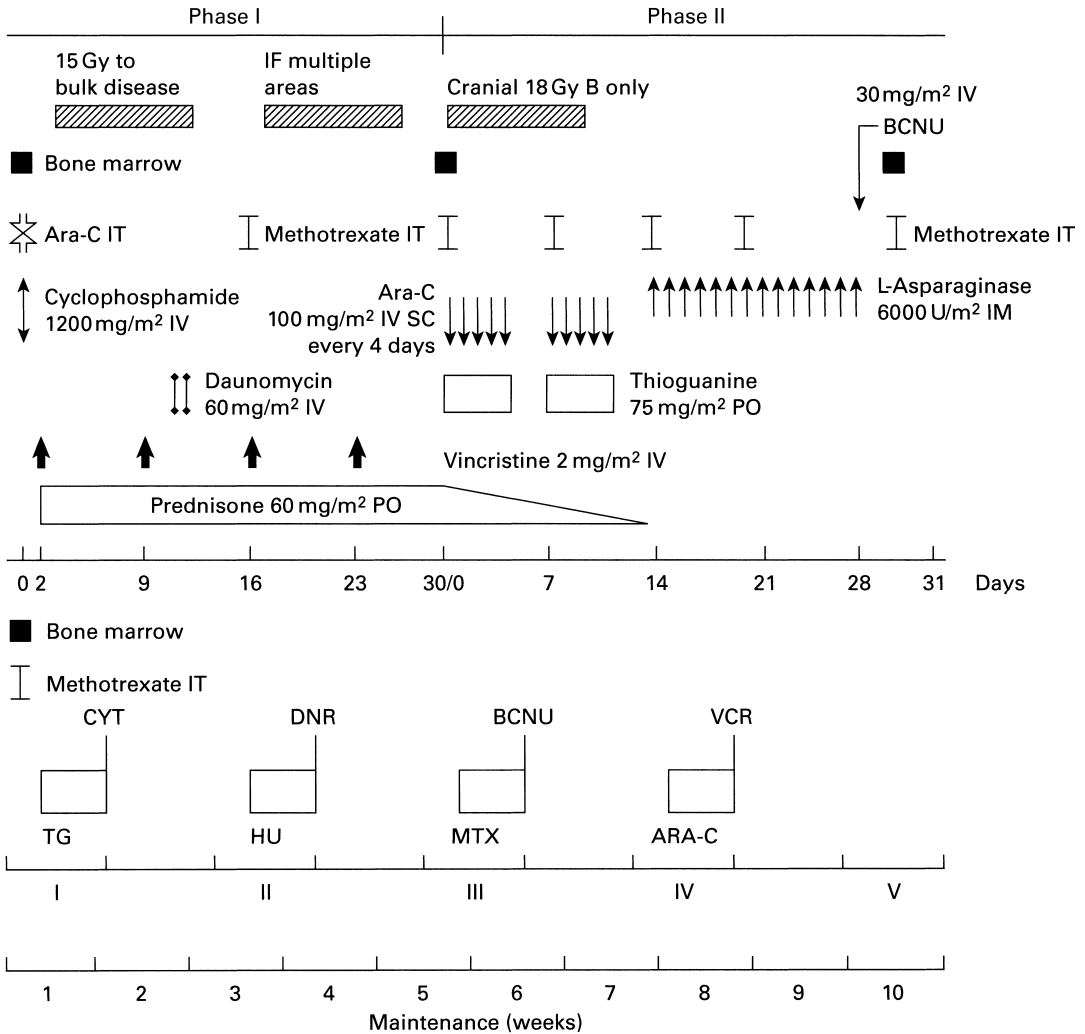 Phase I
Phase II
15 Gy to
bulk disease
IF multiple
areas
Cranial 18 Gy B only
30 mg/m² IV
BCNU
Bone marrow
Ara-C IT
Methotrexate IT
Methotrexate IT
Cyclophosphamide
1200 mg/m² IV
Ara-C
100 mg/m² IV SC
every 4 days
L-Asparaginase
6000 U/m² IM
Daunomycin
60 mg/m² IV
Thioguanine
75 mg/m² PO
Vincristine 2 mg/m² IV
Prednisone 60 mg/m² PO
0 2 9 16 23 30/0 7 14 21 28 31 Days
Bone marrow
Methotrexate IT
CYT DNR BCNU VCR
TG HU MTX ARA-C
I II III IV V
1 2 3 4 5 6 7 8 9 10
Maintenance (weeks)